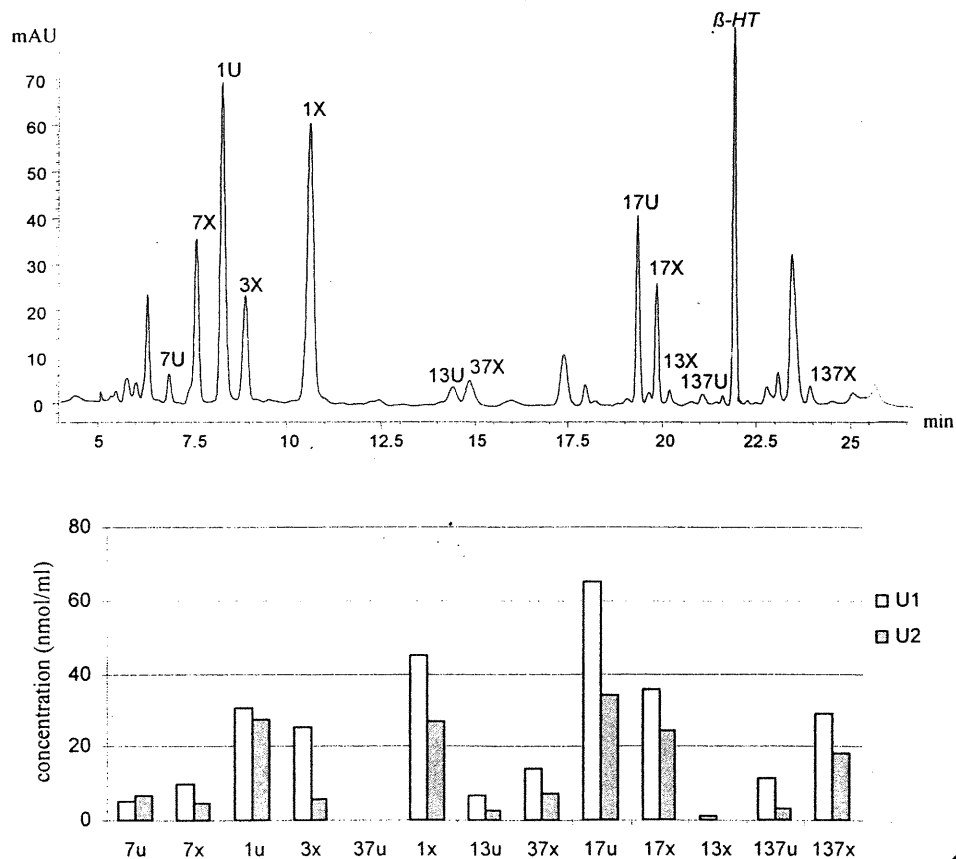 ß-HT
mAU
70
60
50
40
30
20
10
0
1U
1X
7X
3X
7U
13U 37X
17U
17X
13X
137U
137X
5 7.5 10 12.5 15 17.5 20 22.5 25 min
concentration (nmol/ml)
80
60
40
20
0
U1
U2
7u 7x 1u 3x 37u 1x 13u 37x 17u 17x 13x 137u 137x